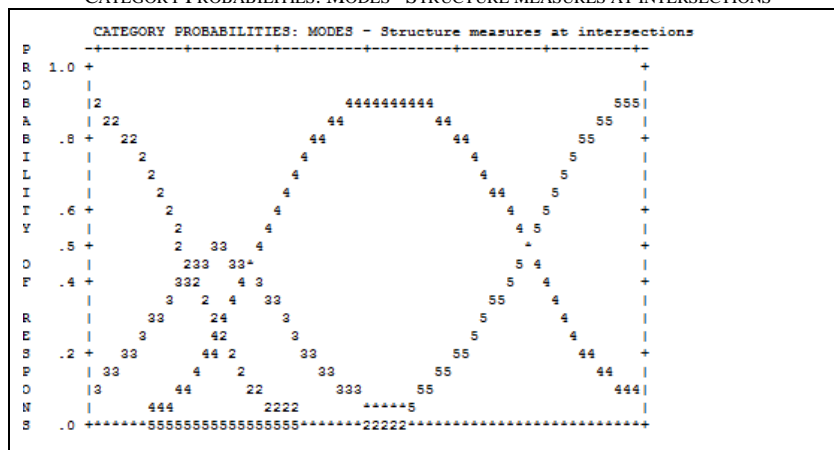 CATEGORY PROBABILITIES: MODES - STRUCTURE MEASURES AT INTERSECTIONS
CATEGORY PROBABILITIES: MODES - Structure measures at intersections
P      -+---------+---------+---------+---------+---------+---------+-
R  1.0 +                                                             +
O      |                                                             |
B      |2                           4444444444                    555|
A      | 22                       44          44                55   |
B   .8 +   22                   44              44            55     +
I      |     2                 4                  4          5       |
L      |      2               4                    4        5        |
I      |       2             4                      44     5         |
T   .6 +        2           4                         4   5          +
Y      |         2         4                           4 5           |
    .5 +         2   33   4                             *            +
O      |          233  33*                             5 4           |
F   .4 +         332    4 3                           5   4          +
       |        3   2  4   33                       55     4         |
R      |      33     24      3                     5        4        |
E      |     3       42       3                   5          4       |
S   .2 +   33      44 2        33               55            44     +
P      | 33       4    2         33           55                44   |
O      |3       44      22         333      55                    444|
N      |     444          2222        *****5                         |
S   .0 +******55555555555555555*******22222**************************+